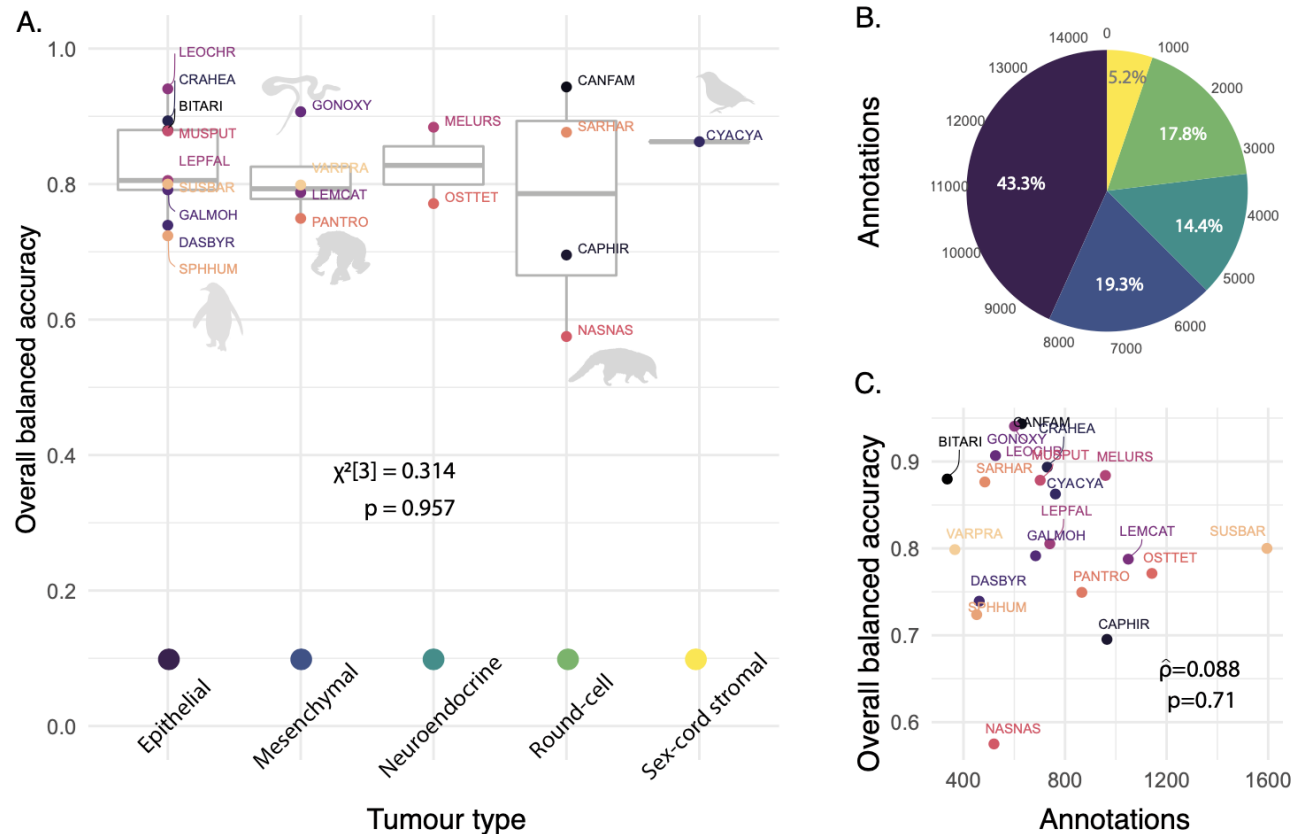 A.
Overall balanced accuracy
1.0
0.8
0.6
0.4
0.2
0.0
LEOCHR
CRAHEA
BITARI
MUSPUT
LEPFAL
SUSBAR
GALMOH
DASBYR
SPHHUM
GONOXY
VARPRA
LEMCAT
PANTRO
MELURS
OSTTET
CANFAM
SARHAR
CAPHIR
NASNAS
CYACYA
χ²[3] = 0.314
p = 0.957
Epithelial
Mesenchymal
Neuroendocrine
Round-cell
Sex-cord stromal
Tumour type
B.
Annotations
0
1000
2000
3000
4000
5000
6000
7000
8000
9000
10000
11000
12000
13000
14000
5.2%
17.8%
14.4%
19.3%
43.3%
C.
Overall balanced accuracy
0.9
0.8
0.7
0.6
CANFAM
CRAHEA
BITARI
GONOXY
LEOCHR
MUSPUT
MELURS
SARHAR
CYACYA
LEPFAL
VARPRA
GALMOH
LEMCAT
SUSBAR
OSTTET
DASBYR
PANTRO
SPHHUM
CAPHIR
ρ̂=0.088
p=0.71
NASNAS
400
800
1200
1600
Annotations